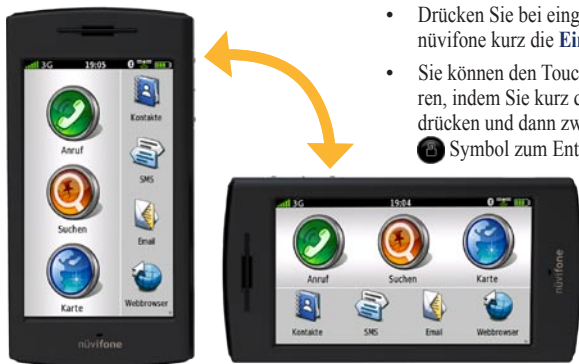 • Drücken Sie bei eing
nüvifone kurz die Ein
• Sie können den Touc
ren, indem Sie kurz d
drücken und dann zw
Symbol zum Ent
3G 19:05
Anruf
Suchen
Karte
Kontakte
SMS
Email
Webbrowser
nüvifone
3G 19:04
Anruf Suchen Karte
Kontakte SMS Email Webbrowser
nüvifone